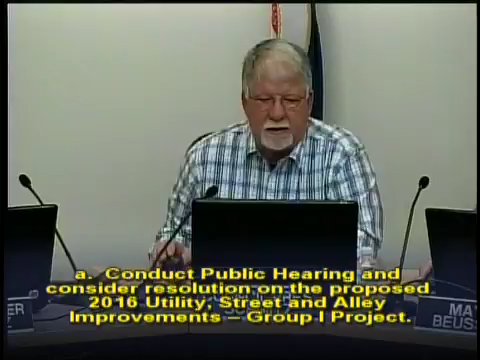 a. Conduct Public Hearing and
consider resolution on the proposed
2016 Utility, Street and Alley
Improvements – Group I Project.